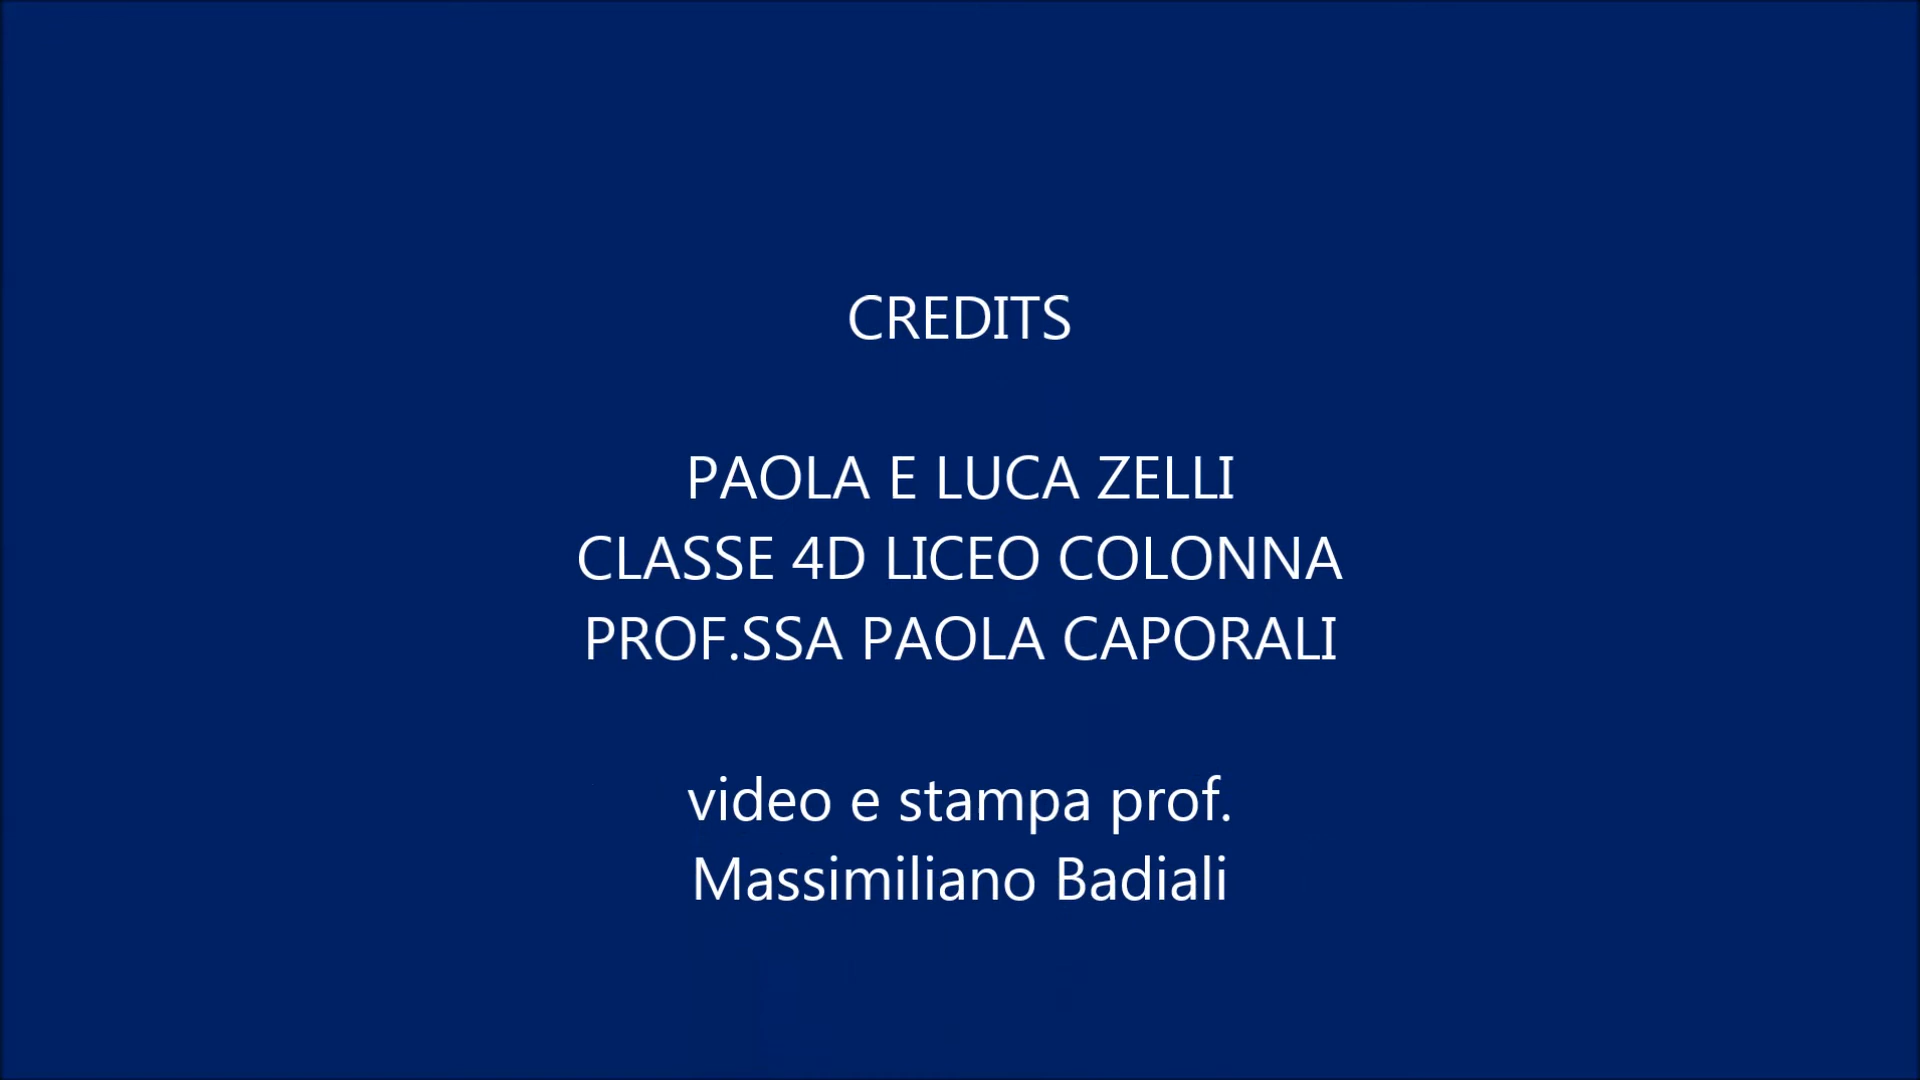 CREDITS
PAOLA E LUCA ZELLI
CLASSE 4D LICEO COLONNA
PROF.SSA PAOLA CAPORALI
video e stampa prof.
Massimiliano Badiali